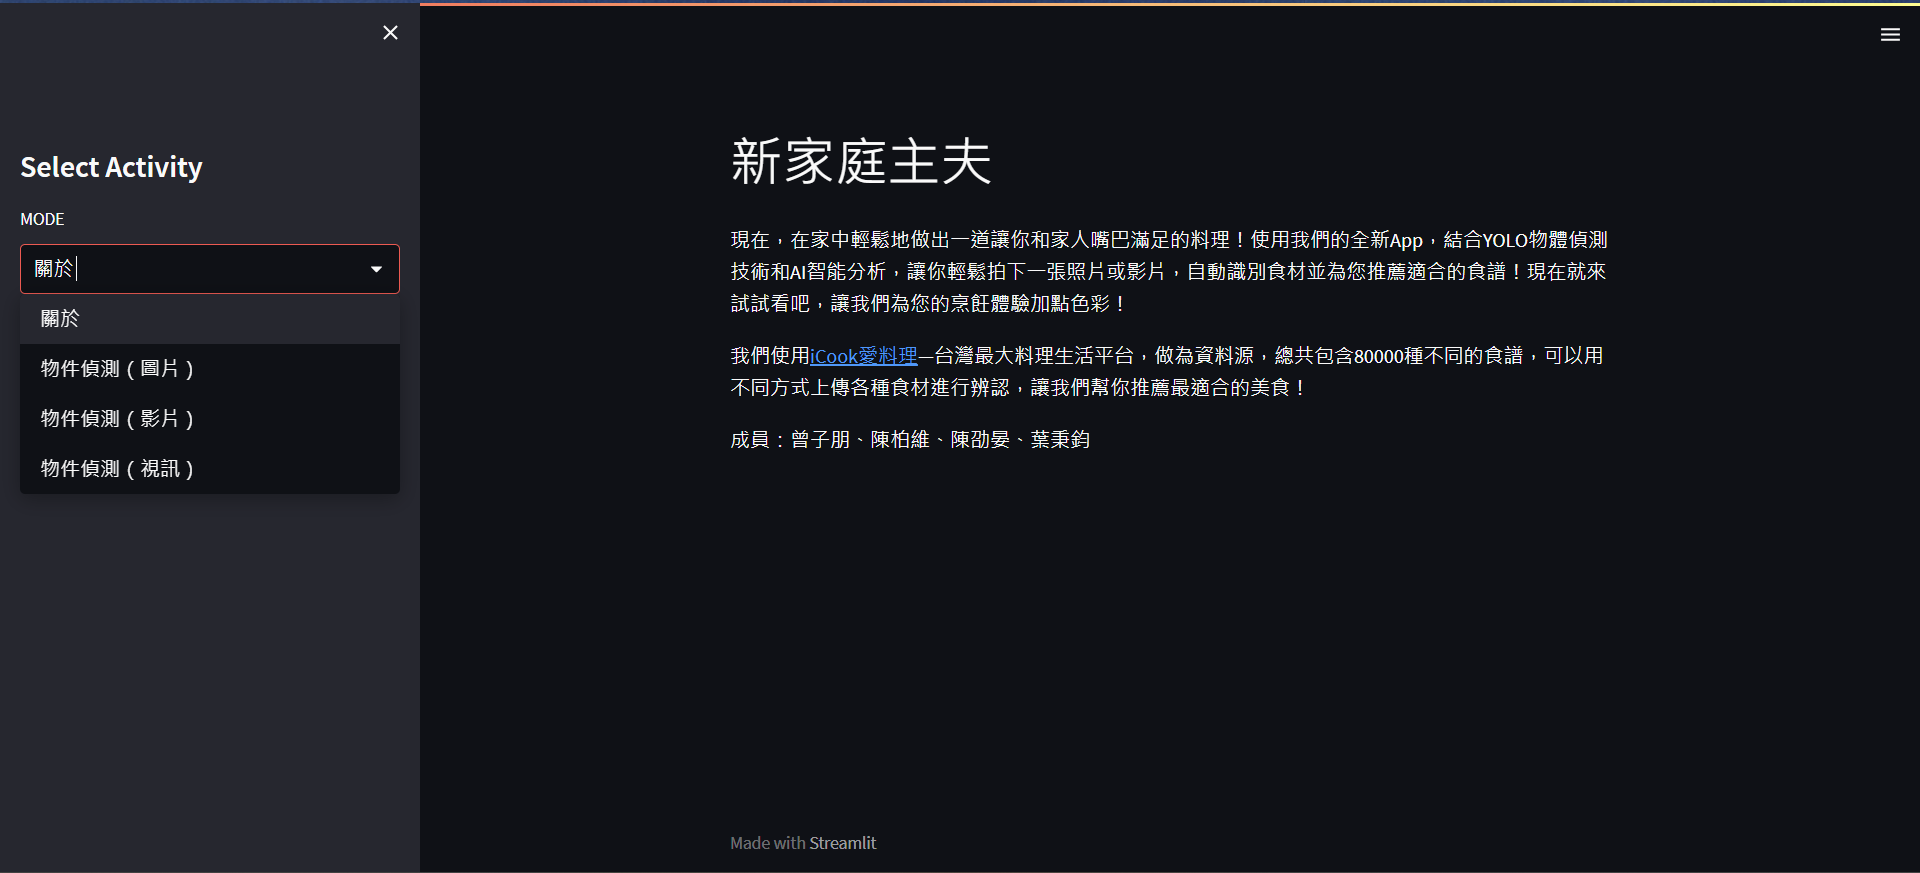 Select Activity
MODE
關於
關於
物件偵測（圖片）
物件偵測（影片）
物件偵測（視訊）
新家庭主夫
現在，在家中輕鬆地做出一道讓你和家人嘴巴滿足的料理！使用我們的全新App，結合YOLO物體偵測
技術和AI智能分析，讓你輕鬆拍下一張照片或影片，自動識別食材並為您推薦適合的食譜！現在就來
試試看吧，讓我們為您的烹飪體驗加點色彩！
我們使用iCook愛料理—台灣最大料理生活平台，做為資料源，總共包含80000種不同的食譜，可以用
不同方式上傳各種食材進行辨認，讓我們幫你推薦最適合的美食！
成員：曾子朋、陳柏維、陳劭晏、葉秉鈞
Made with Streamlit